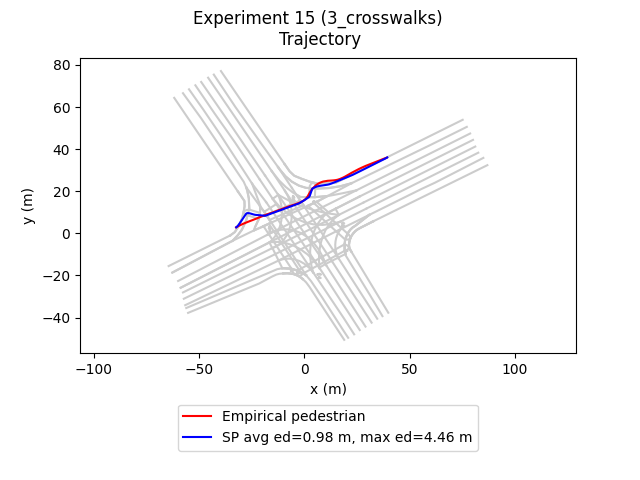 Experiment 15 (3_crosswalks)
Trajectory
80
60
40
20
0
−20
−40
y (m)
−100
−50
0
50
100
x (m)
Empirical pedestrian
SP avg ed=0.98 m, max ed=4.46 m